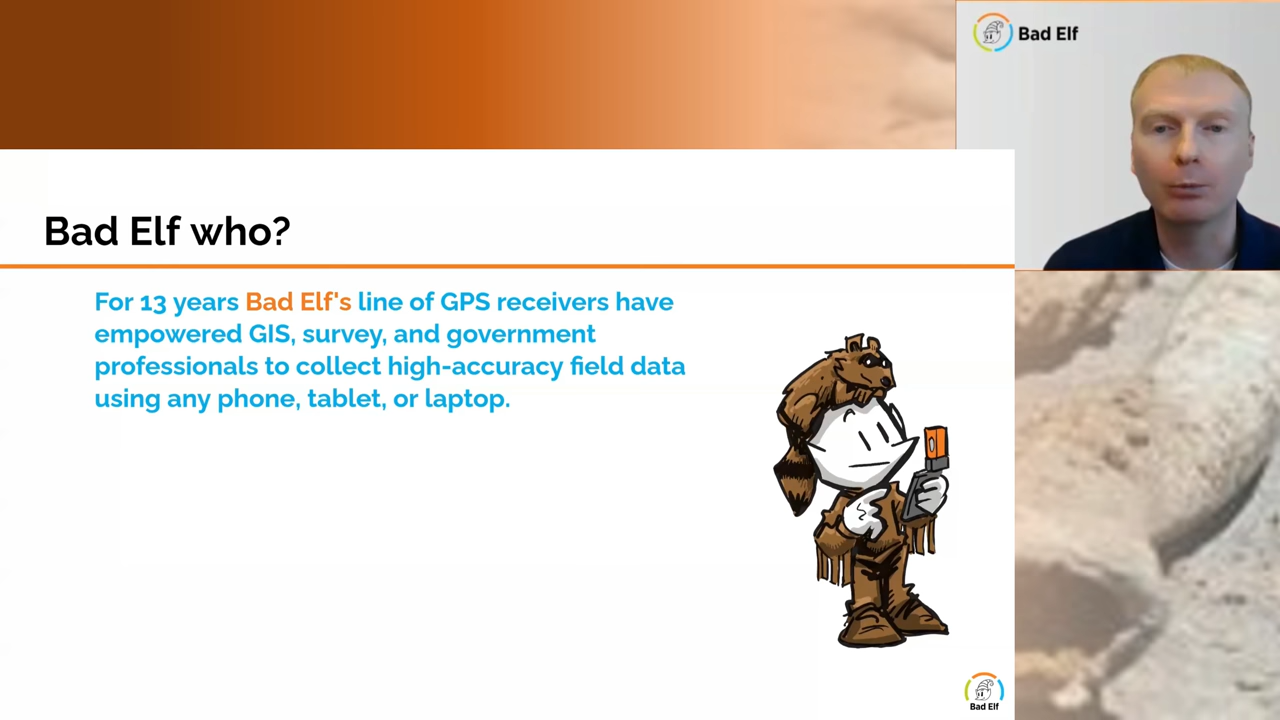 Bad Elf
Bad Elf who?
For 13 years Bad Elf's line of GPS receivers have
empowered GIS, survey, and government
professionals to collect high-accuracy field data
using any phone, tablet, or laptop.
Bad Elf